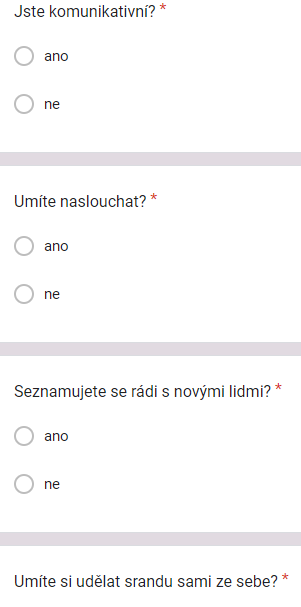 Jste komunikativní? *
ano
ne
Umíte naslouchat? *
ano
ne
Seznamujete se rádi s novými lidmi? *
ano
ne
Umíte si udělat srandu sami ze sebe? *